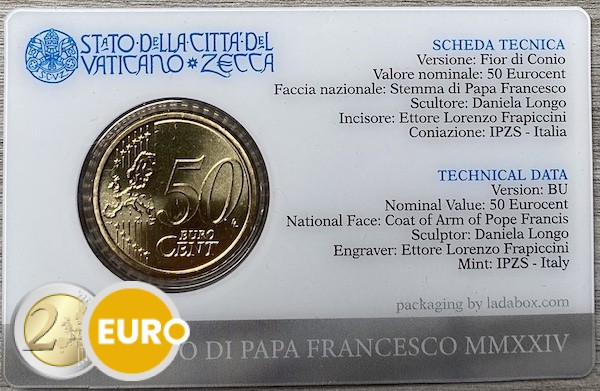 STATO·DELLA·CITTÀ·DEL
VATICANO * ZECCA
SCHEDA TECNICA
Versione: Fior di Conio
Valore nominale: 50 Eurocent
Faccia nazionale: Stemma di Papa Francesco
Scultore: Daniela Longo
Incisore: Ettore Lorenzo Frapiccini
Coniazione: IPZS - Italia
TECHNICAL DATA
Version: BU
Nominal Value: 50 Eurocent
National Face: Coat of Arm of Pope Francis
Sculptor: Daniela Longo
Engraver: Ettore Lorenzo Frapiccini
Mint: IPZS - Italy
50
EURO
CENT
packaging by ladabox.com
2
EURO
DI PAPA FRANCESCO MMXXIV